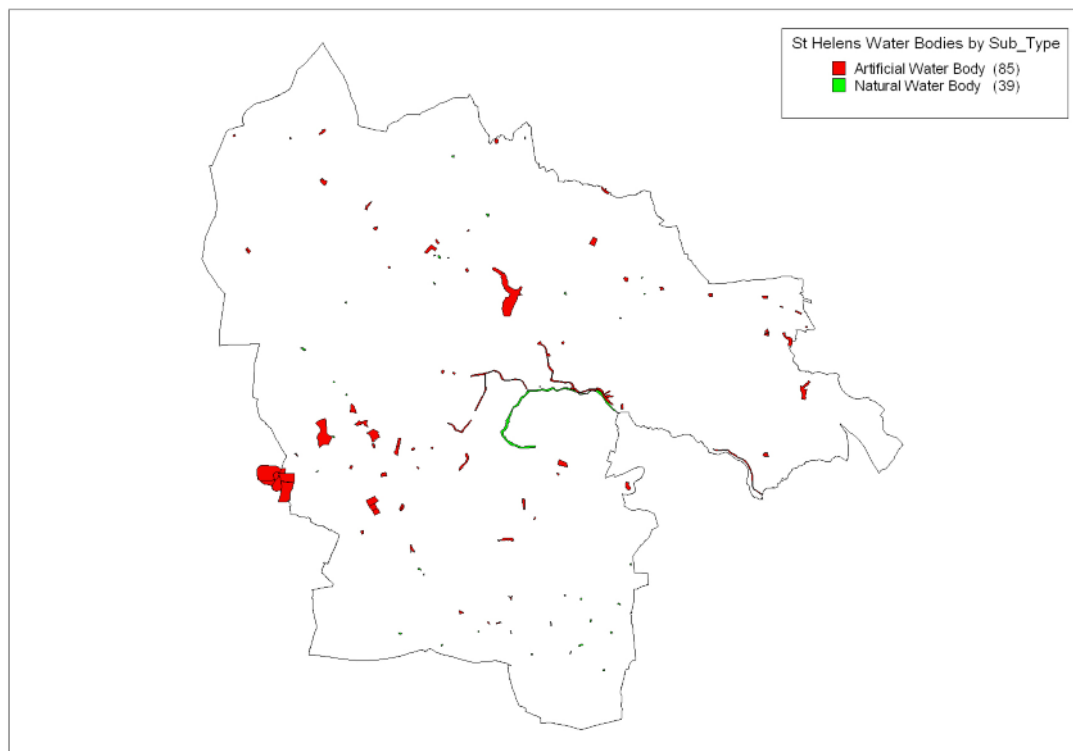 St Helens Water Bodies by Sub_Type
Artificial Water Body (85)
Natural Water Body (39)